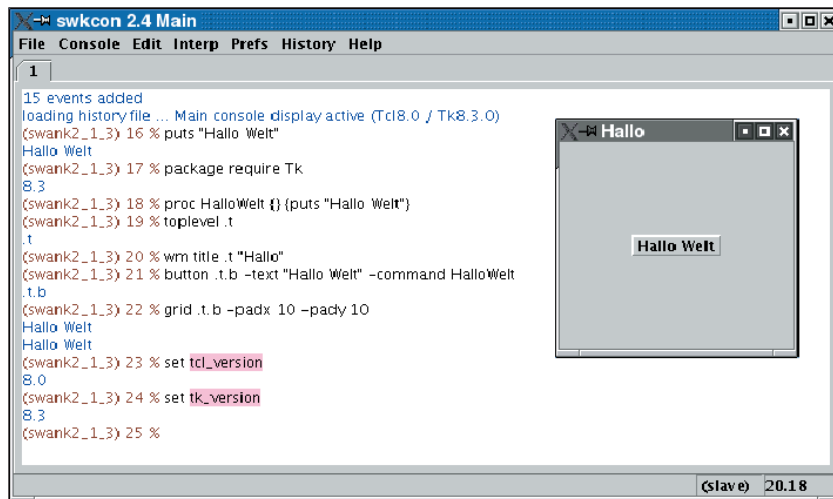 swkcon 2.4 Main
File Console Edit Interp Prefs History Help
1
15 events added
loading history file ... Main console display active (Tcl8.0 / Tk8.3.0)
(swank2_1_3) 16 % puts "Hallo Welt"
Hallo Welt
(swank2_1_3) 17 % package require Tk
8.3
(swank2_1_3) 18 % proc HalloWelt {} {puts "Hallo Welt"}
(swank2_1_3) 19 % toplevel .t
.t
(swank2_1_3) 20 % wm title .t "Hallo"
(swank2_1_3) 21 % button .t.b -text "Hallo Welt" -command HalloWelt
.t.b
(swank2_1_3) 22 % grid .t.b -padx 10 -pady 10
Hallo Welt
Hallo Welt
(swank2_1_3) 23 % set tcl_version
8.0
(swank2_1_3) 24 % set tk_version
8.3
(swank2_1_3) 25 %
Hallo
Hallo Welt
(slave) 20.18